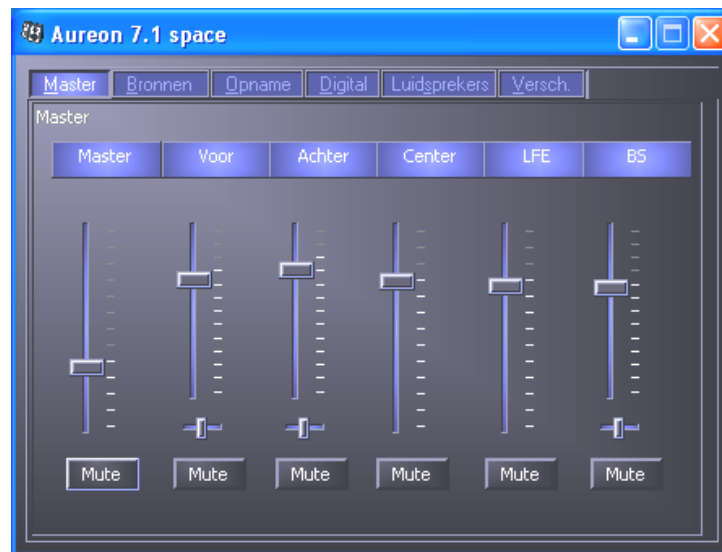 Aureon 7.1 space
Master Bronnen Opname Digital Luidsprekers Versch.
Master
Master Voor Achter Center LFE BS
Mute Mute Mute Mute Mute Mute